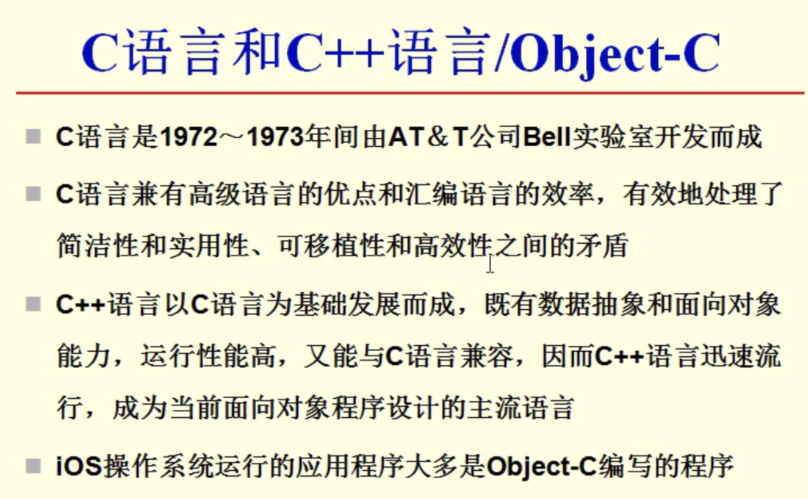 C语言和C++语言/Object-C
C语言是1972～1973年间由AT＆T公司Bell实验室开发而成
C语言兼有高级语言的优点和汇编语言的效率，有效地处理了
简洁性和实用性、可移植性和高效性之间的矛盾
C++语言以C语言为基础发展而成，既有数据抽象和面向对象
能力，运行性能高，又能与C语言兼容，因而C++语言迅速流
行，成为当前面向对象程序设计的主流语言
iOS操作系统运行的应用程序大多是Object-C编写的程序